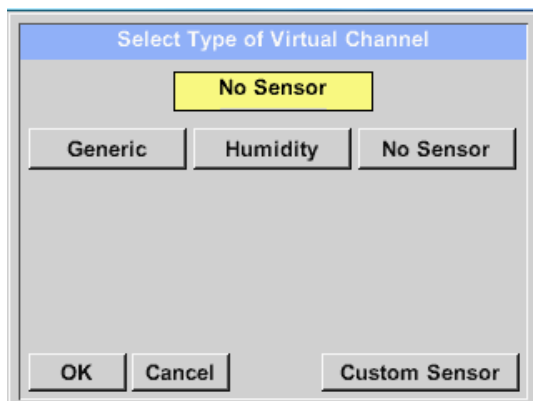 Select Type of Virtual Channel
No Sensor
Generic Humidity No Sensor
OK Cancel Custom Sensor